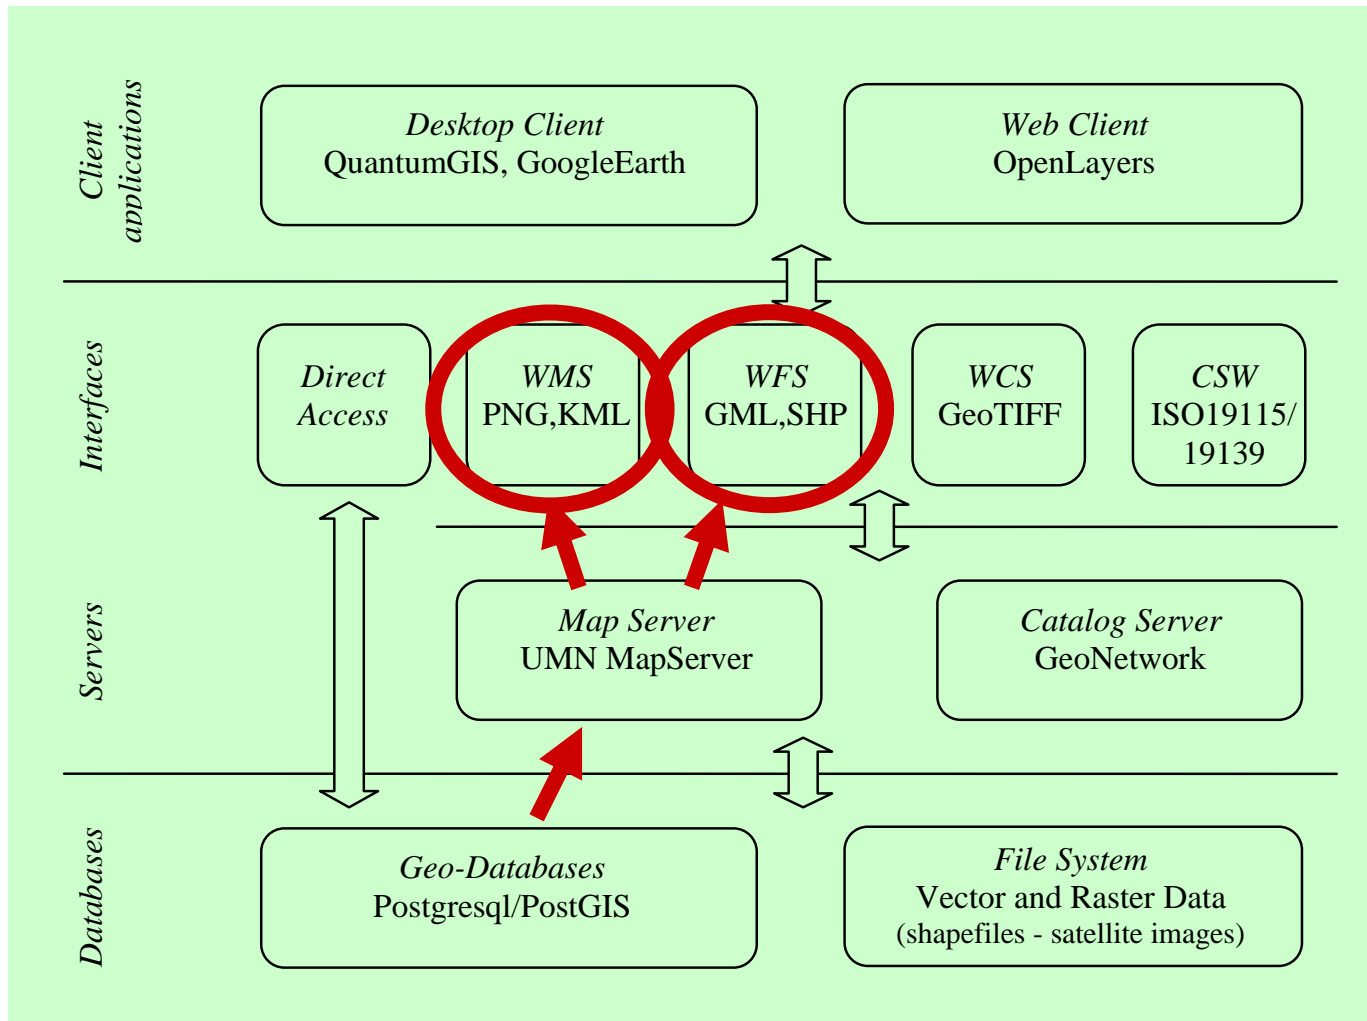 Client
applications
Desktop Client
QuantumGIS, GoogleEarth
Web Client
OpenLayers
Interfaces
Direct
Access
WMS
PNG,KML
WFS
GML,SHP
WCS
GeoTIFF
CSW
ISO19115/
19139
Servers
Map Server
UMN MapServer
Catalog Server
GeoNetwork
Databases
Geo-Databases
Postgresql/PostGIS
File System
Vector and Raster Data
(shapefiles - satellite images)